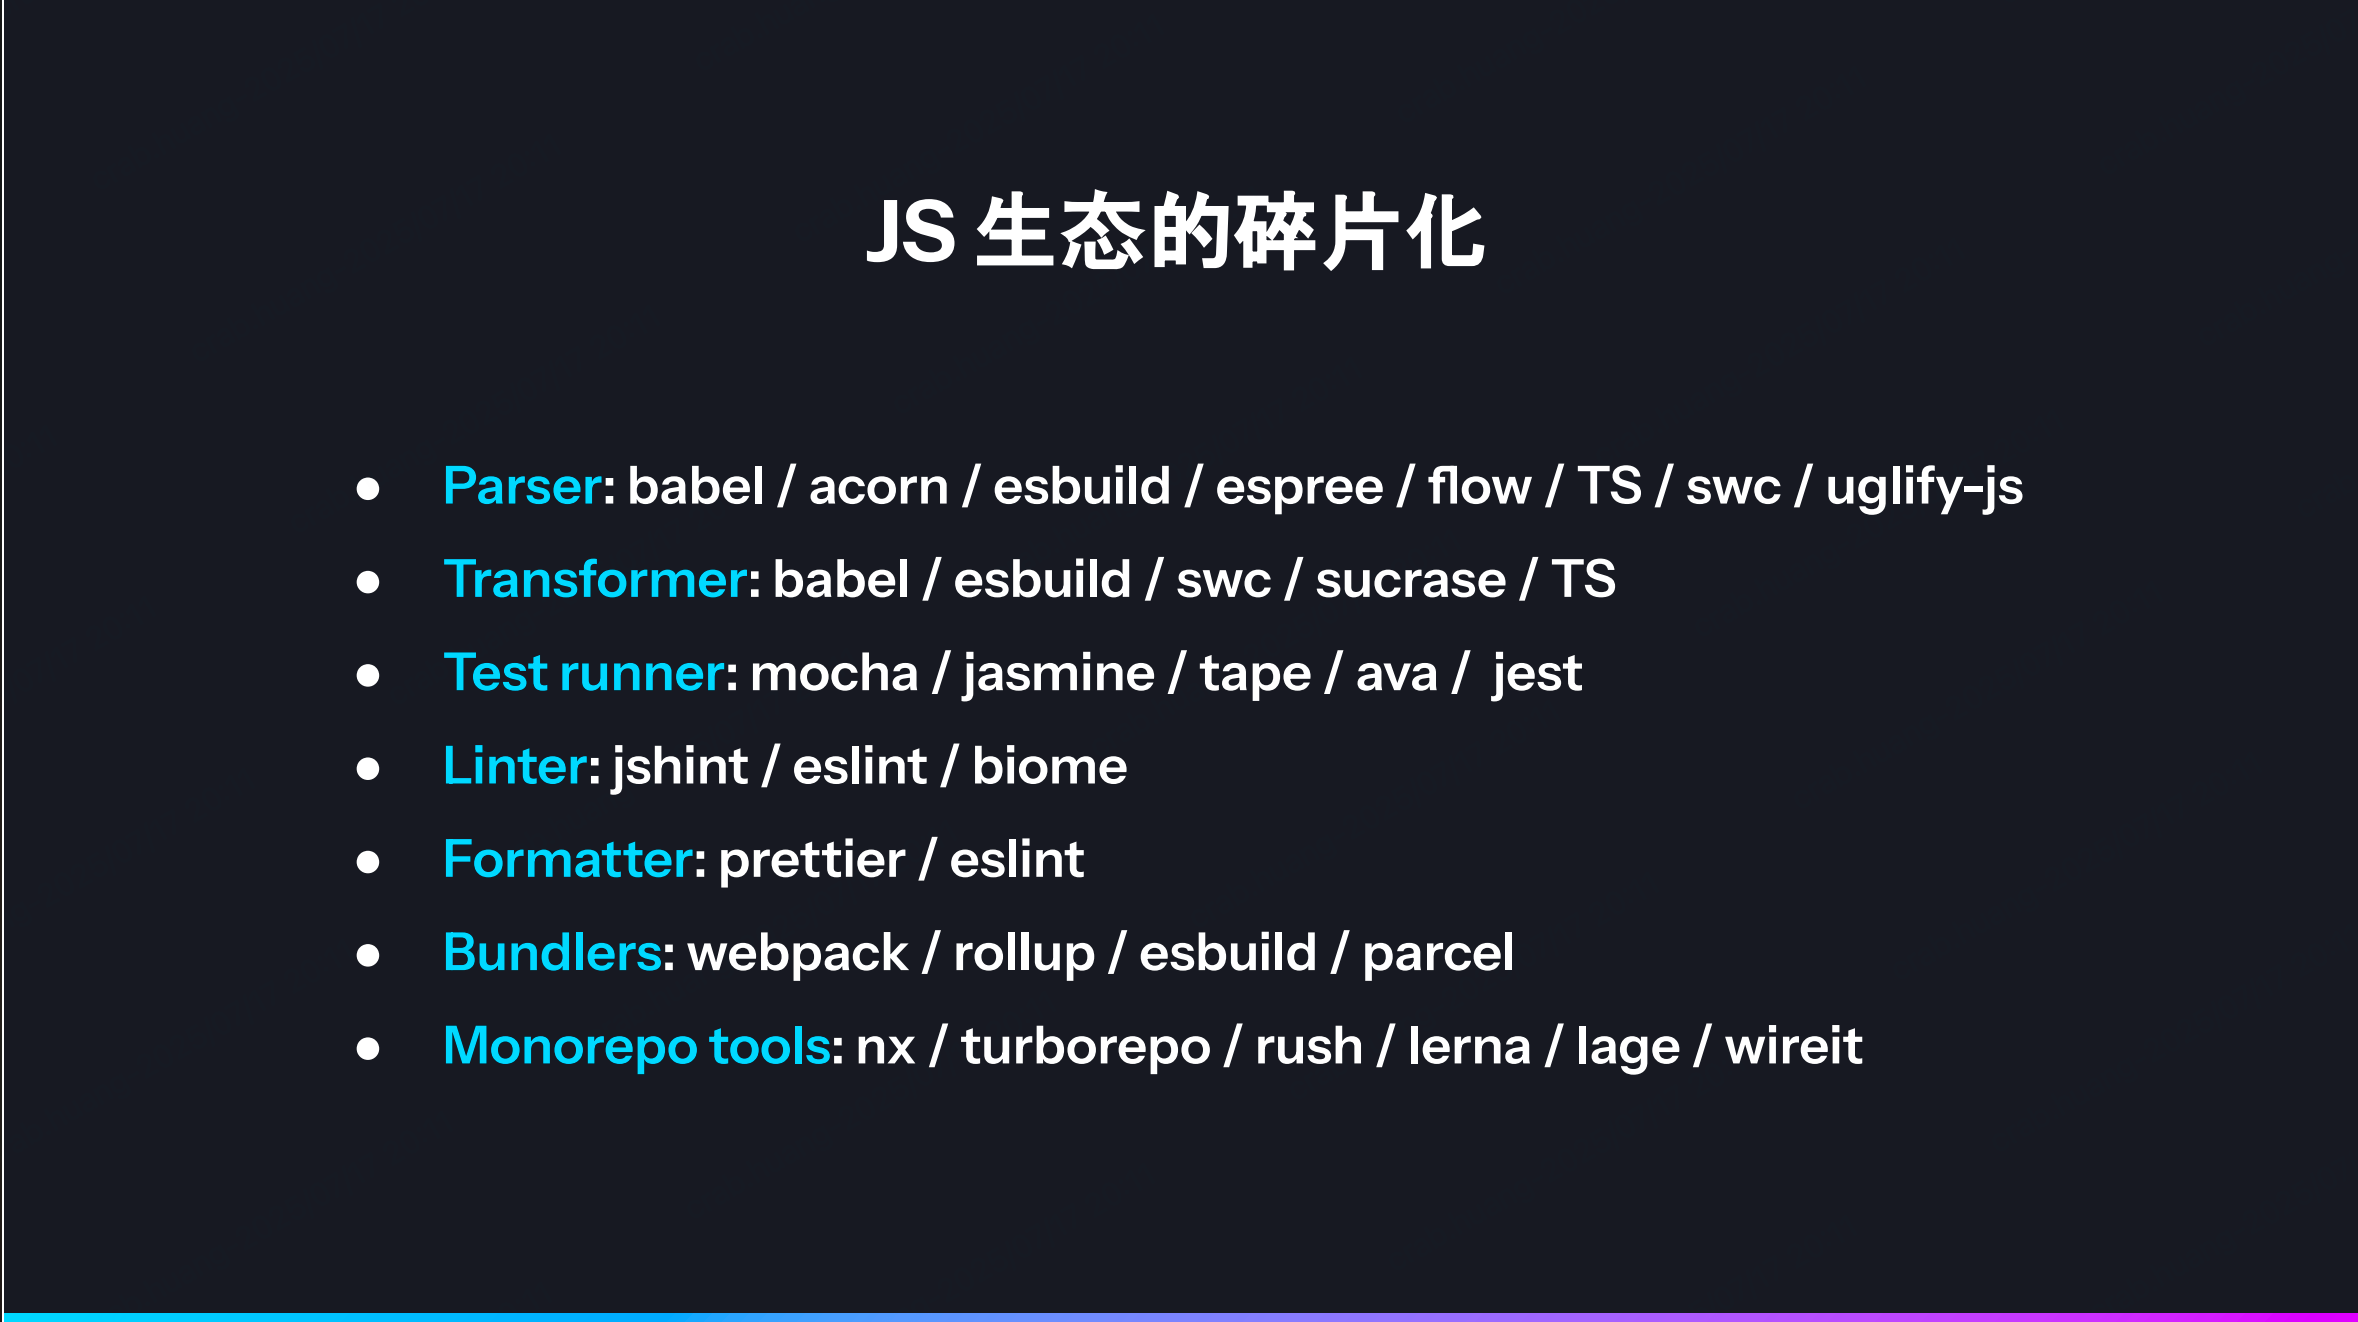 JS 生态的碎片化
● Parser: babel / acorn / esbuild / espree / flow / TS / swc / uglify-js
● Transformer: babel / esbuild / swc / sucrase / TS
● Test runner: mocha / jasmine / tape / ava / jest
● Linter: jshint / eslint / biome
● Formatter: prettier / eslint
● Bundlers: webpack / rollup / esbuild / parcel
● Monorepo tools: nx / turborepo / rush / lerna / lage / wireit